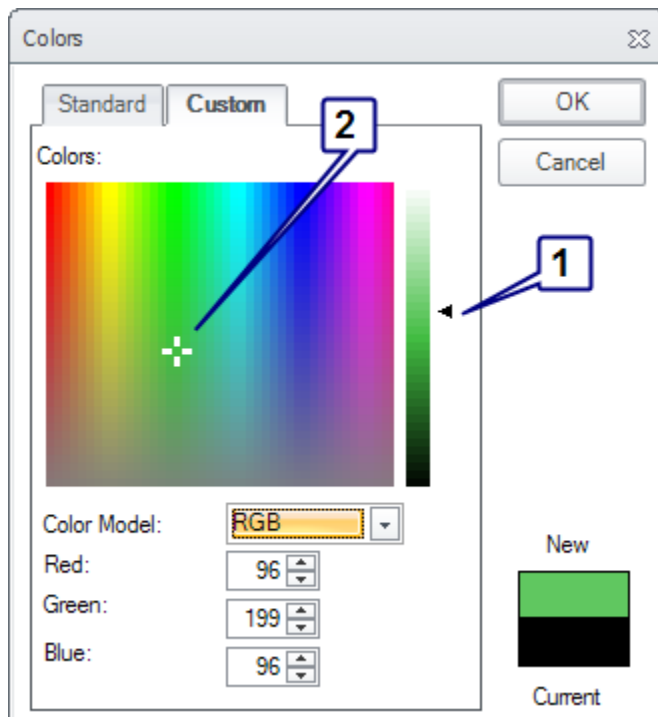 Colors
Standard Custom
OK
Cancel
2
Colors:
1
Color Model: RGB
Red: 96
Green: 199
Blue: 96
New
Current